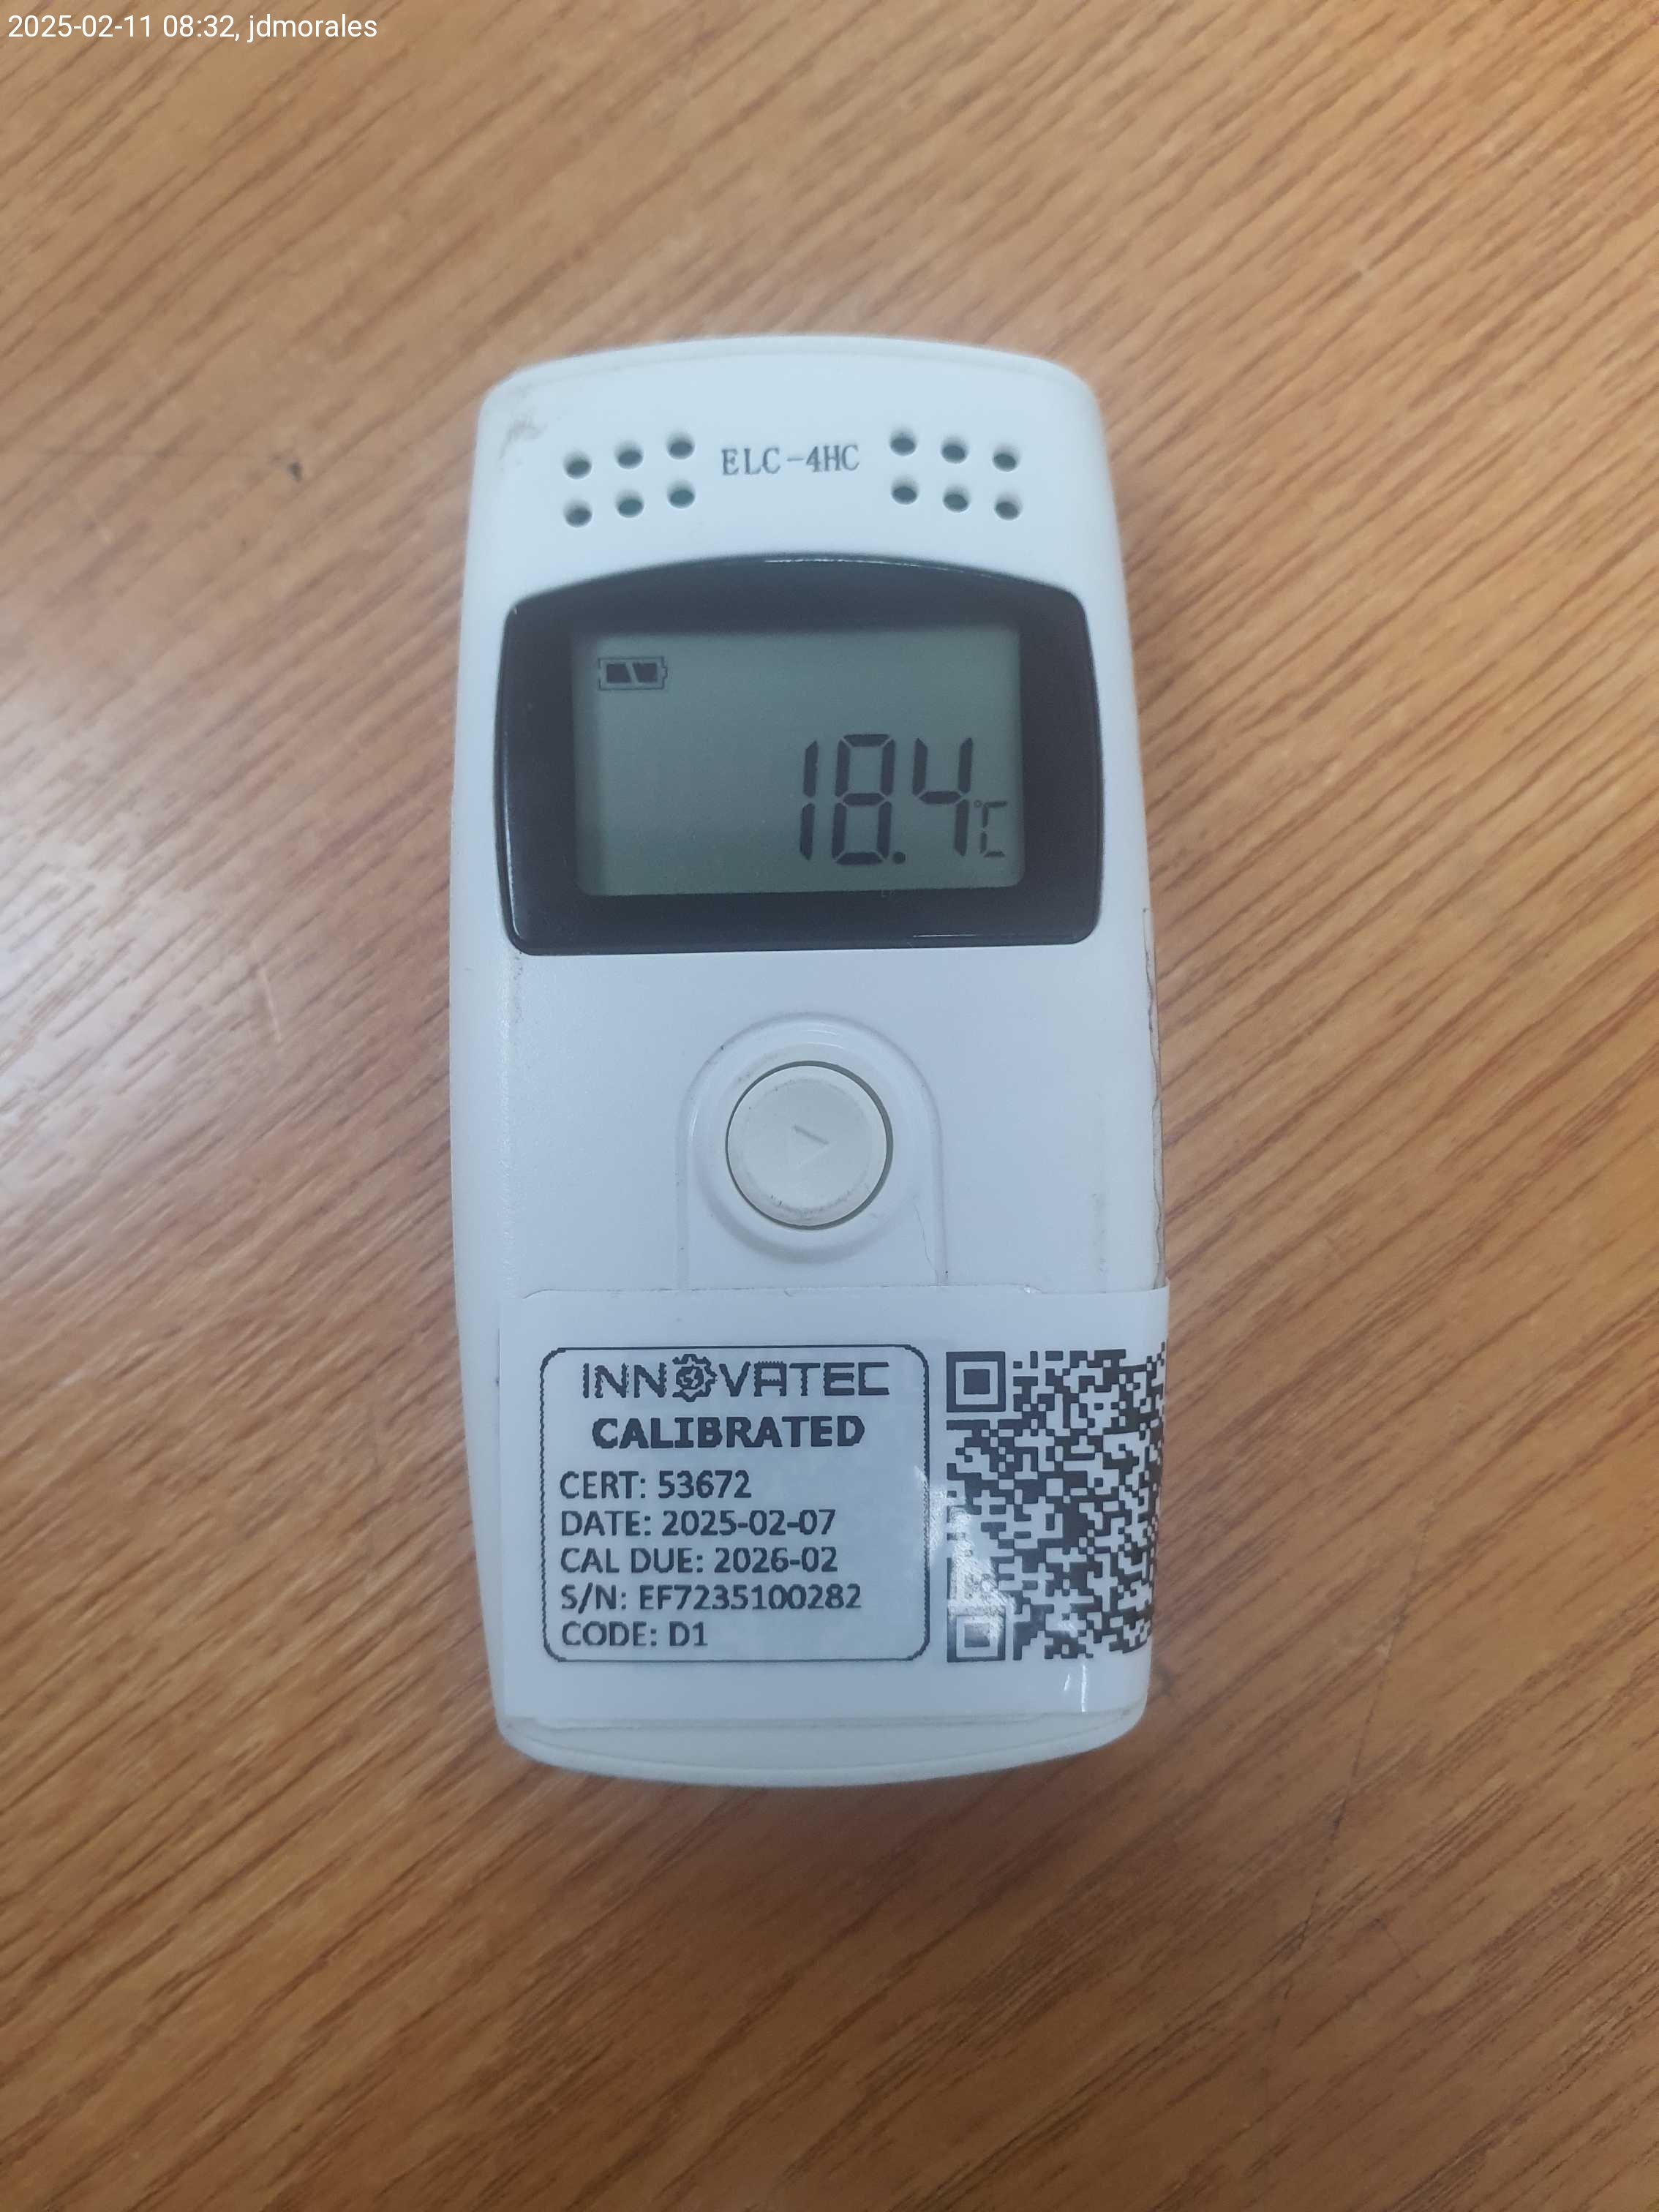 2025-02-11 08:32, jdmorales
ELC-4HC
18.4°C
INNOVATEC
CALIBRATED
CERT: 53672
DATE: 2025-02-07
CAL DUE: 2026-02
S/N: EF7235100282
CODE: D1